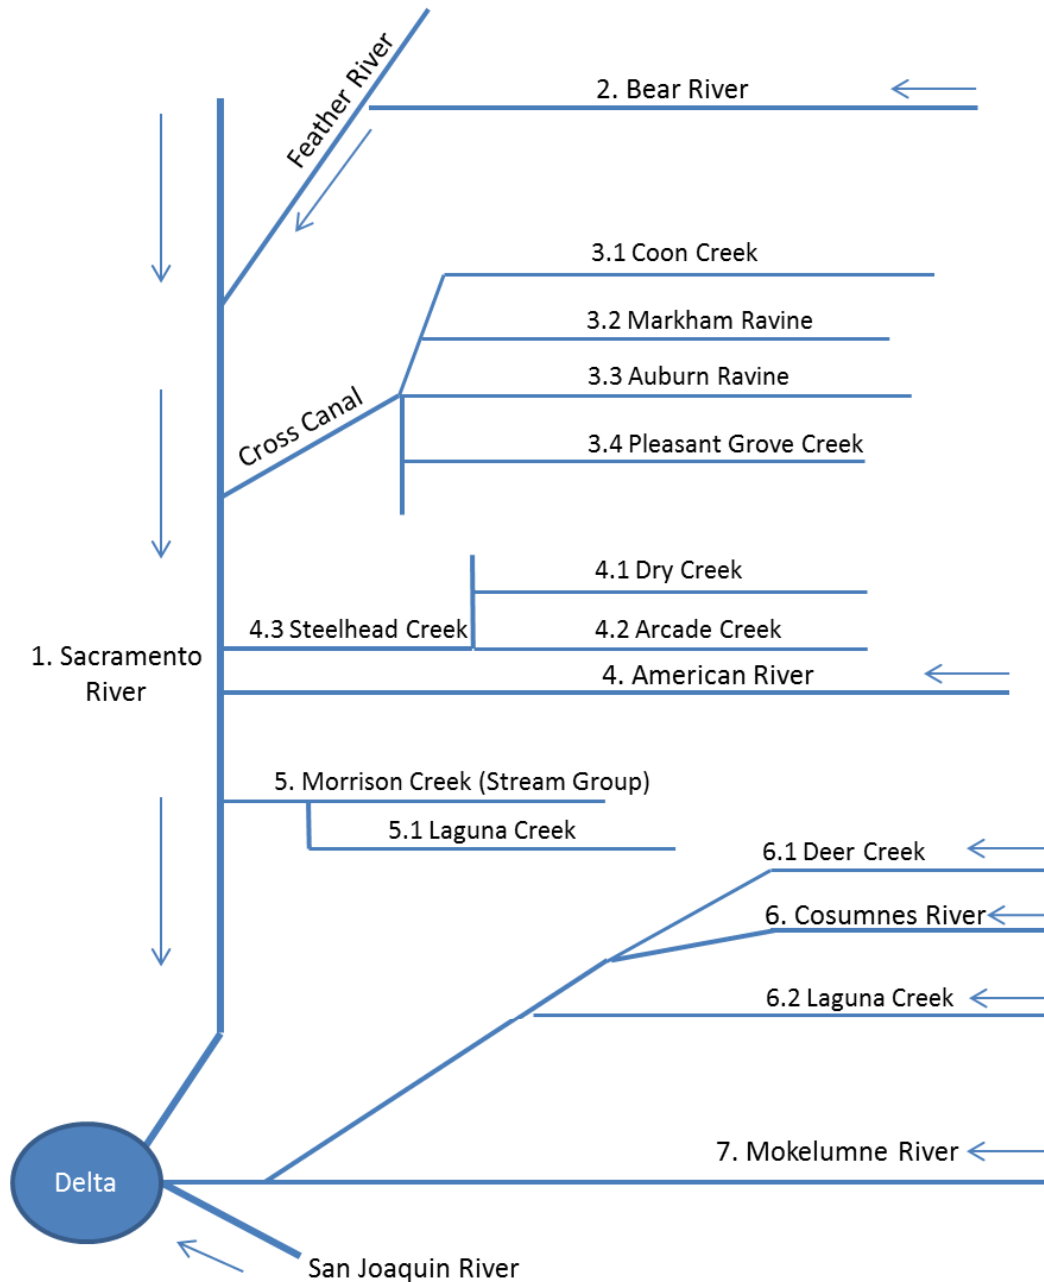 Feather River
2. Bear River
3.1 Coon Creek
3.2 Markham Ravine
3.3 Auburn Ravine
Cross Canal
3.4 Pleasant Grove Creek
4.1 Dry Creek
4.3 Steelhead Creek
4.2 Arcade Creek
1. Sacramento
River
4. American River
5. Morrison Creek (Stream Group)
5.1 Laguna Creek
6.1 Deer Creek
6. Cosumnes River
6.2 Laguna Creek
7. Mokelumne River
Delta
San Joaquin River